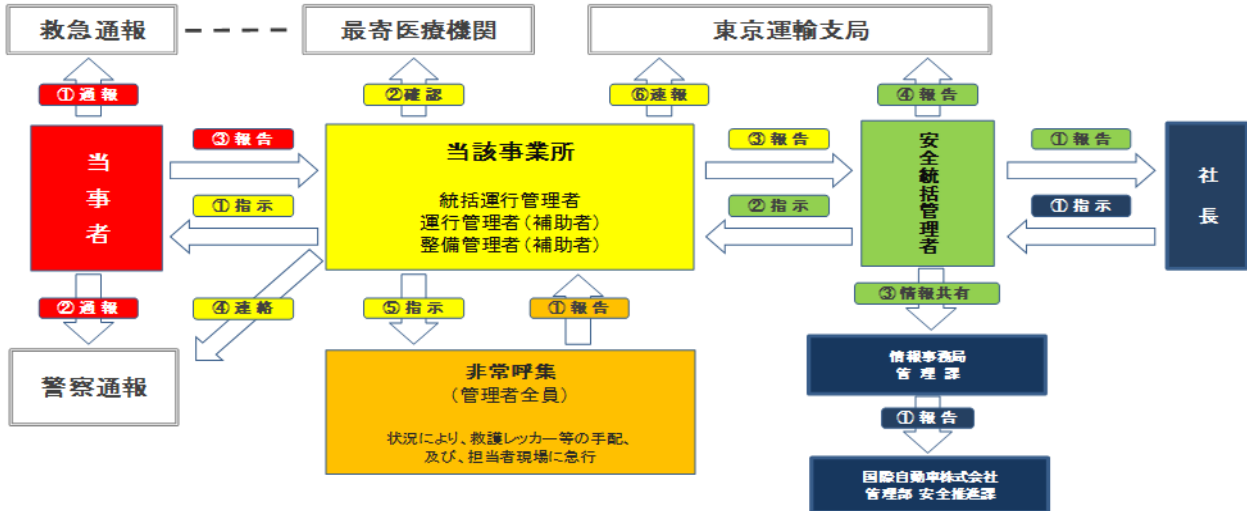 救急通報
最寄医療機関
東京運輸支局
①通報
②確認
⑥速報
④報告
当事者
③報告
①指示
当該事業所
統括運行管理者
運行管理者(補助者)
整備管理者(補助者)
③報告
②指示
安全統括管理者
①報告
①指示
社長
②通報
④連絡
⑤指示
①報告
③情報共有
警察通報
非常呼集
(管理者全員)
状況により、救護レッカー等の手配、
及び、担当者現場に急行
情報事務局
管理課
①報告
国際自動車株式会社
管理部 安全推進課